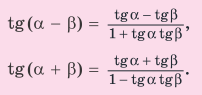 tg(α − β) = (tgα − tgβ)/(1 + tgα tgβ),
tg(α + β) = (tgα + tgβ)/(1 − tgα tgβ).